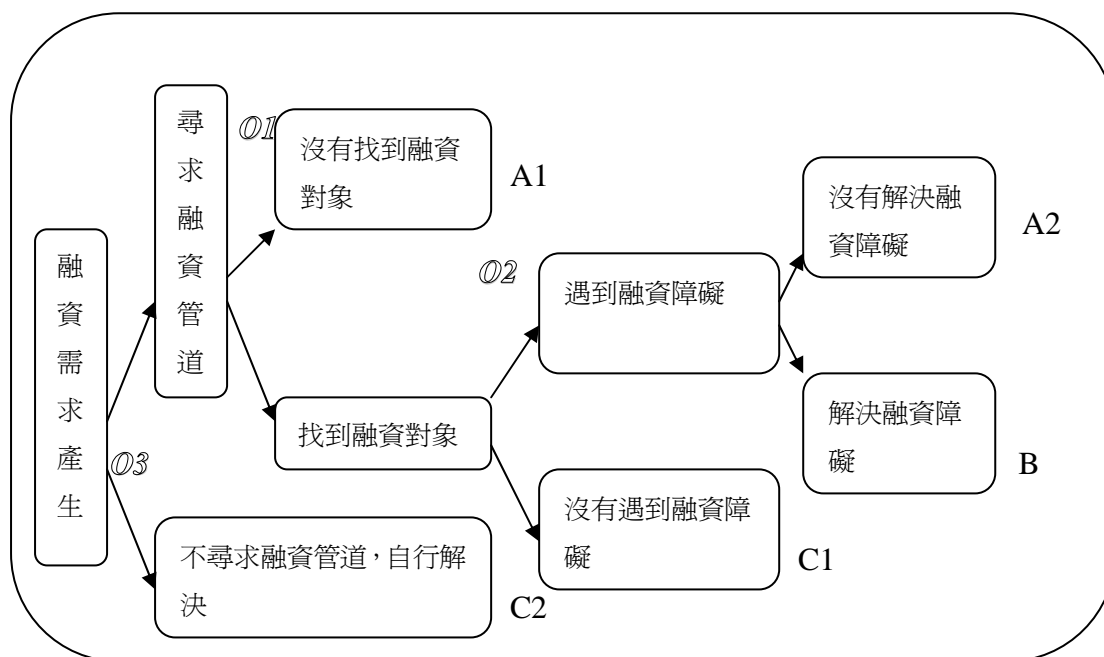 融資需求產生
尋求融資管道
O1
沒有找到融資
對象
A1
沒有解決融
資障礙
A2
O2
遇到融資障礙
解決融資障
礙
B
找到融資對象
O3
沒有遇到融資障
礙
C1
不尋求融資管道，自行解
決
C2